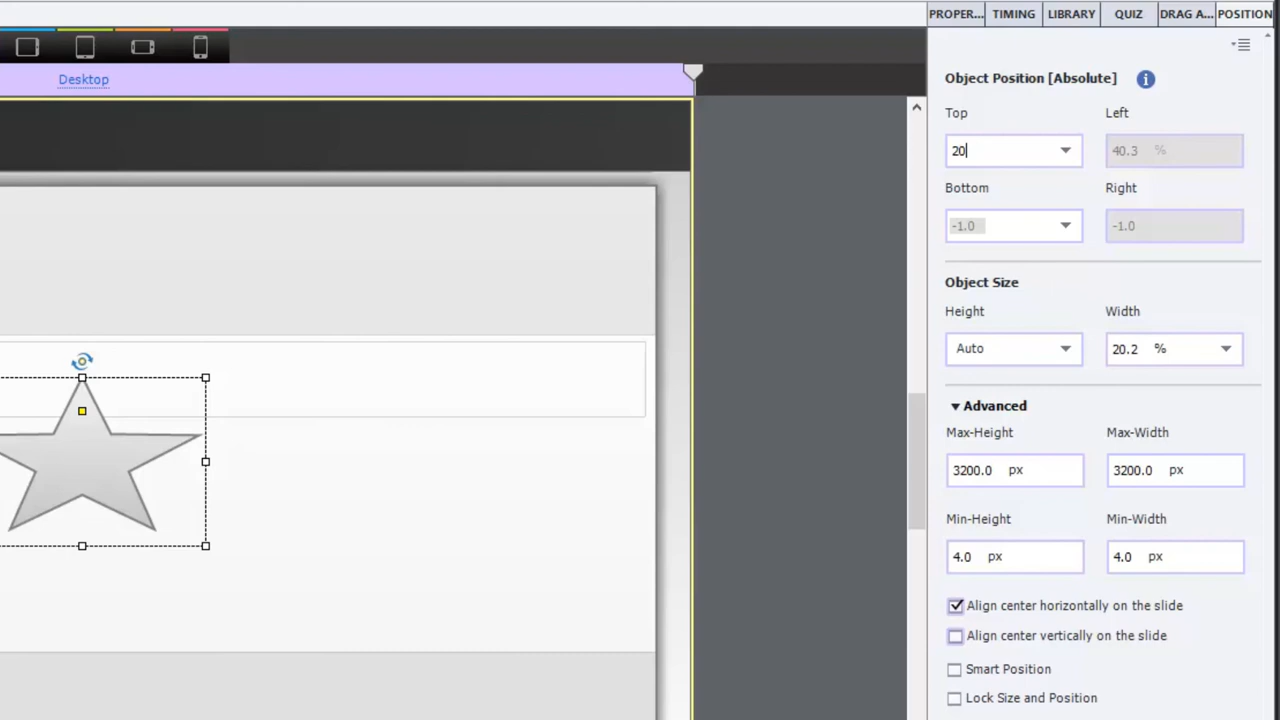 PROPER... TIMING LIBRARY QUIZ DRAG A... POSITION
Desktop
Object Position [Absolute] i
Top Left
20 40.3 %
Bottom Right
-1.0 -1.0
Object Size
Height Width
Auto 20.2 %
Advanced
Max-Height Max-Width
3200.0 px 3200.0 px
Min-Height Min-Width
4.0 px 4.0 px
Align center horizontally on the slide
Align center vertically on the slide
Smart Position
Lock Size and Position